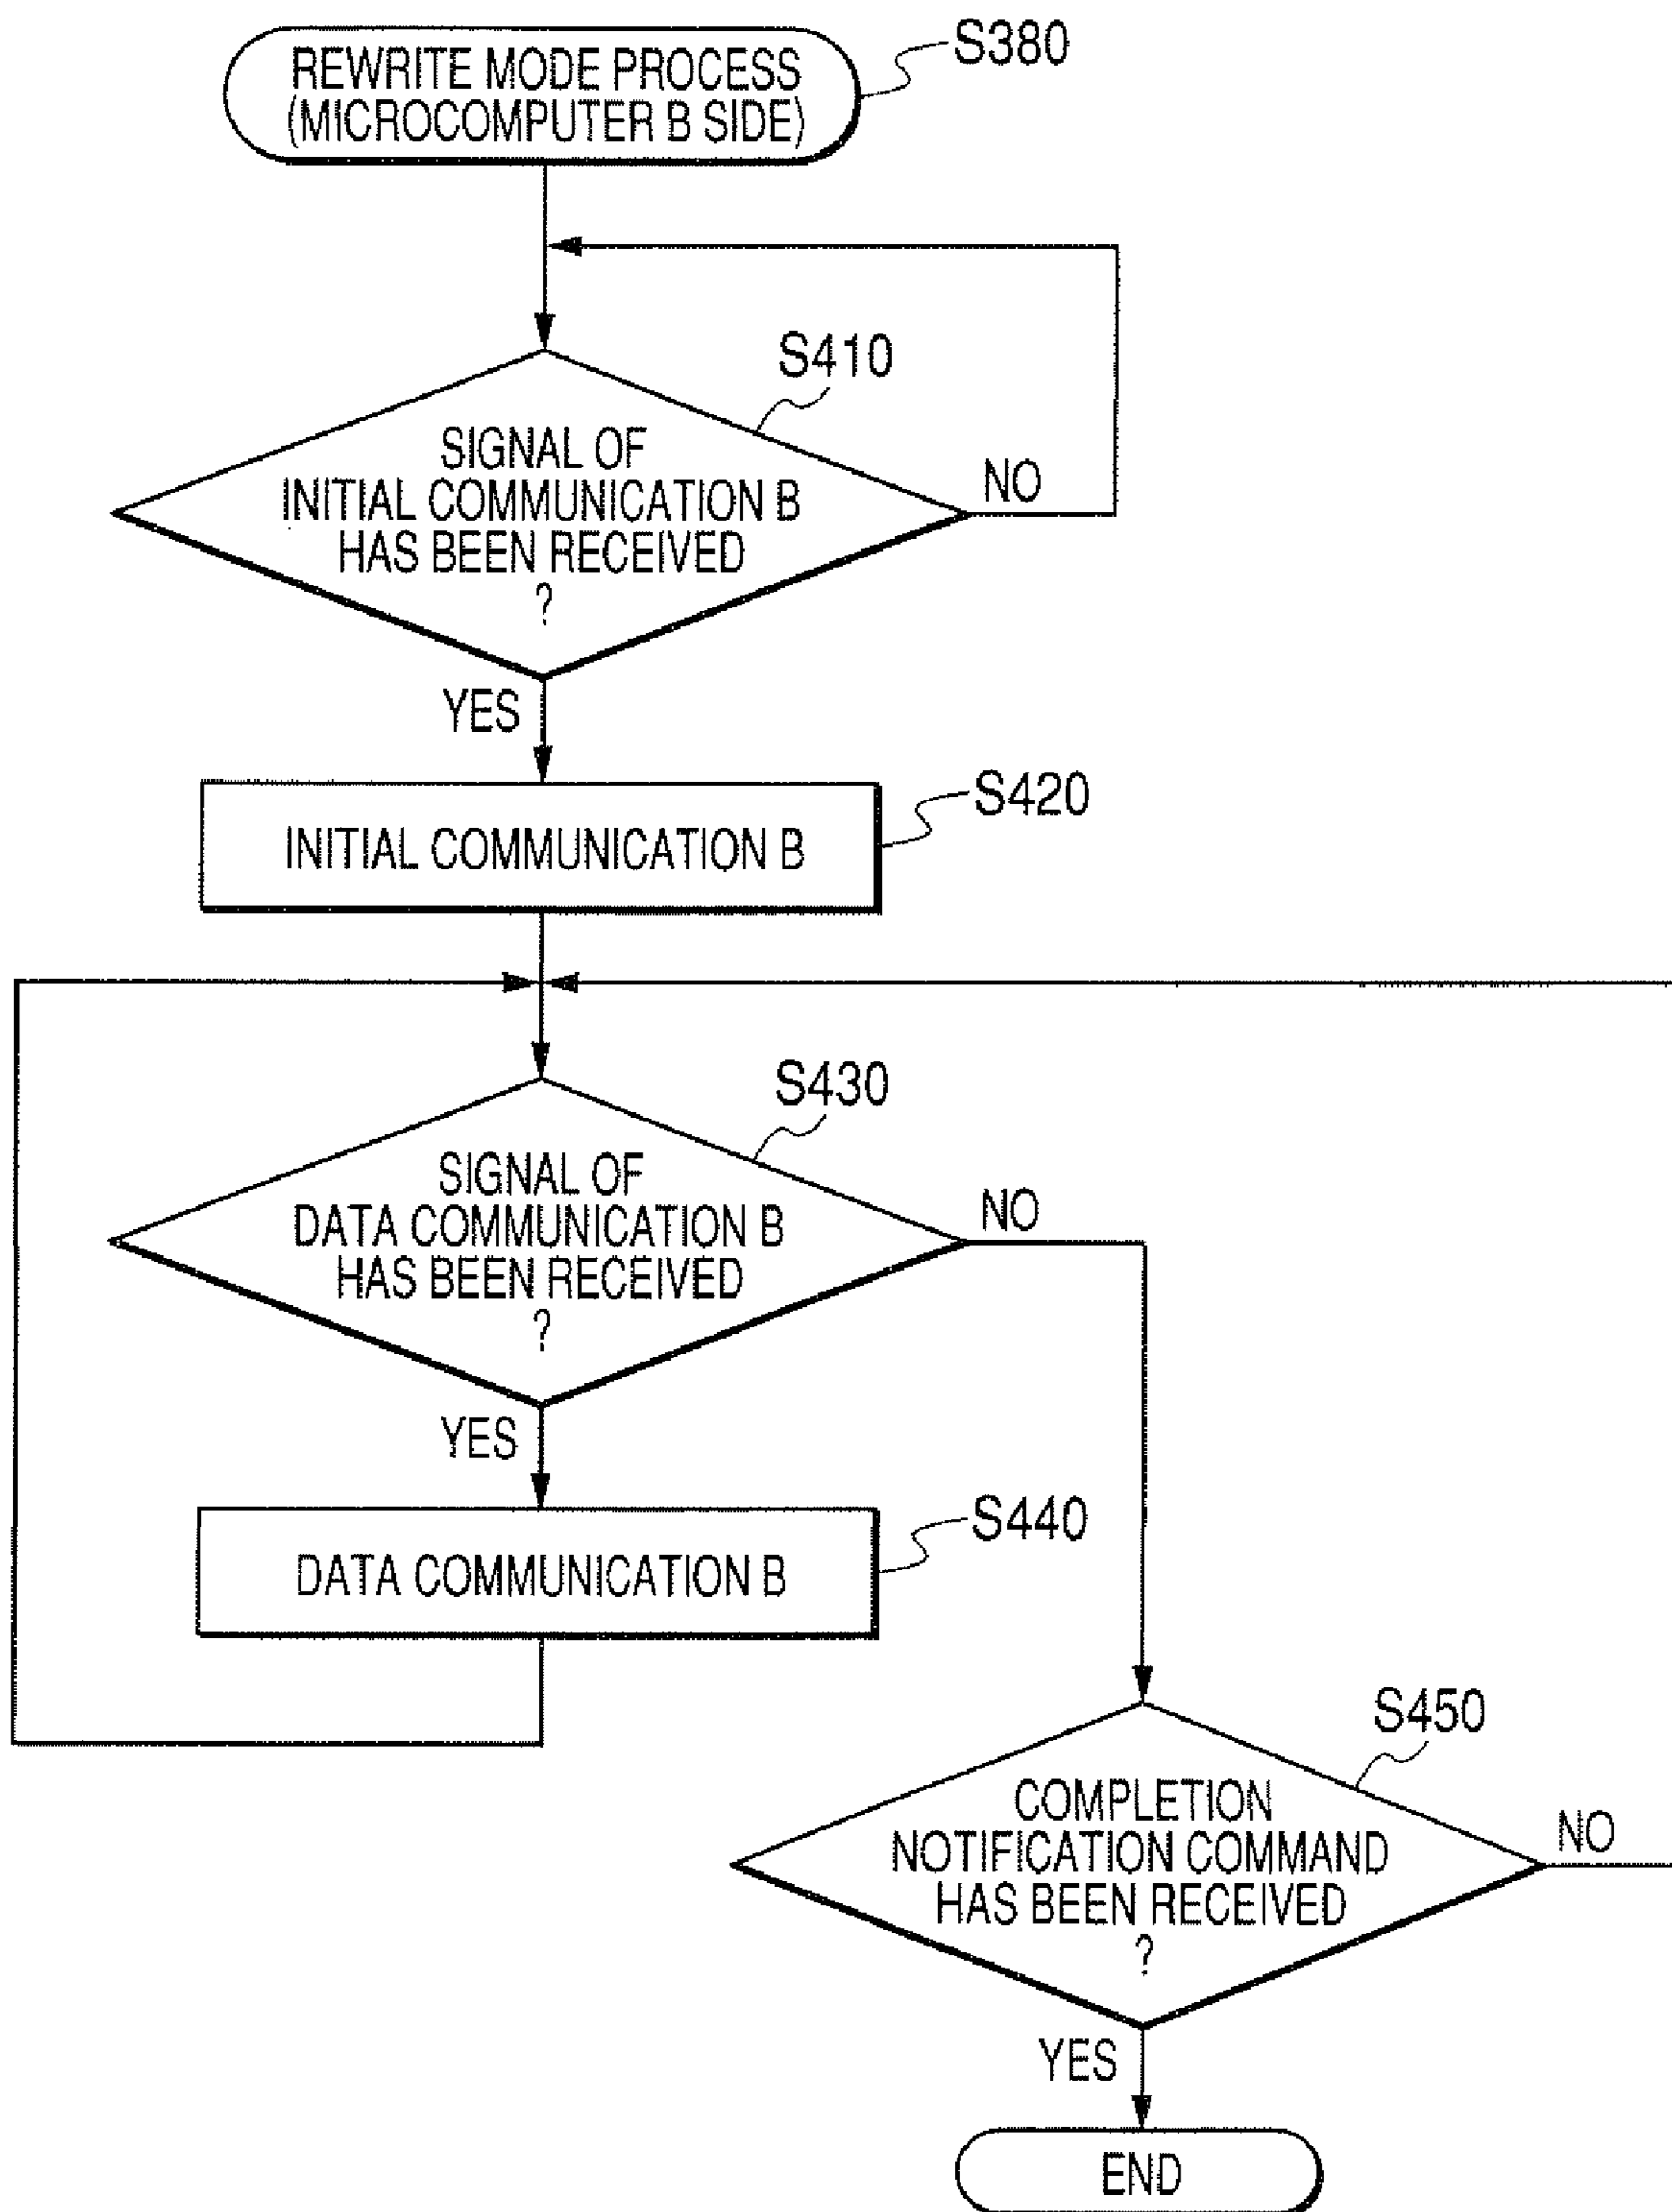 REWRITE MODE PROCESS
(MICROCOMPUTER B SIDE)
S380
S410
SIGNAL OF
INITIAL COMMUNICATION B
HAS BEEN RECEIVED
?
NO
YES
S420
INITIAL COMMUNICATION B
S430
SIGNAL OF
DATA COMMUNICATION B
HAS BEEN RECEIVED
?
NO
YES
S440
DATA COMMUNICATION B
S450
COMPLETION
NOTIFICATION COMMAND
HAS BEEN RECEIVED
?
NO
YES
END